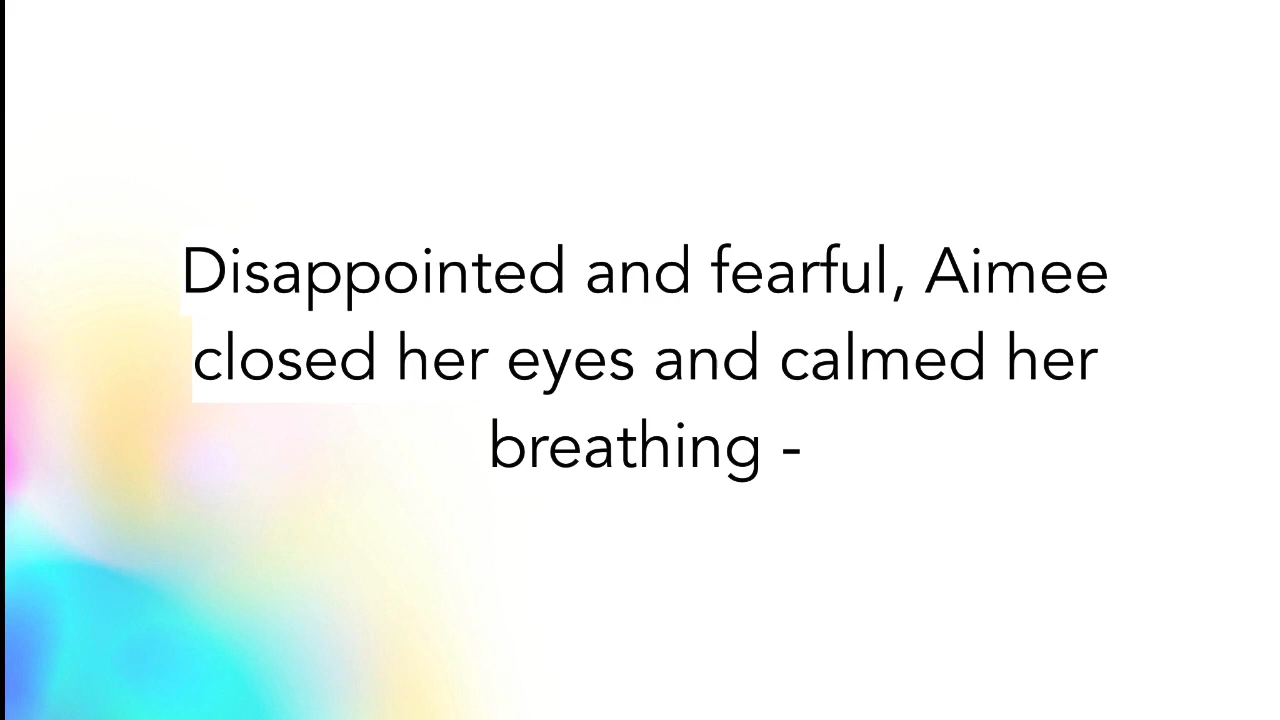 Disappointed and fearful, Aimee
closed her eyes and calmed her
breathing -